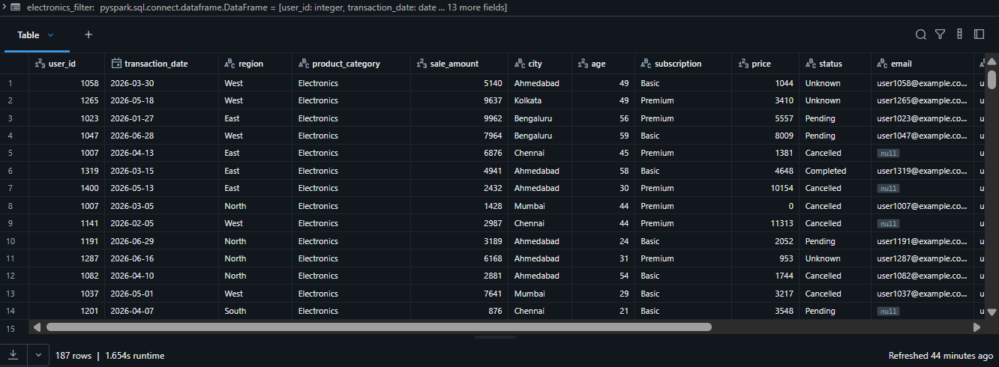 electronics_filter: pyspark.sql.connect.dataframe.DataFrame = [user_id: integer, transaction_date: date ... 13 more fields]
Table
user_id transaction_date region product_category sale_amount city age subscription price status email
1 1058 2026-03-30 West Electronics 5140 Ahmedabad 49 Basic 1044 Unknown user1058@example.co... u
2 1265 2026-05-18 West Electronics 9637 Kolkata 49 Premium 3410 Unknown user1265@example.co... u
3 1023 2026-01-27 East Electronics 9962 Bengaluru 56 Premium 5557 Pending user1023@example.co... u
4 1047 2026-06-28 West Electronics 7964 Bengaluru 59 Basic 8009 Pending user1047@example.co... u
5 1007 2026-04-13 East Electronics 6876 Chennai 45 Premium 1381 Cancelled null u
6 1319 2026-03-15 East Electronics 4941 Ahmedabad 58 Basic 4648 Completed user1319@example.co... u
7 1400 2026-05-13 East Electronics 2432 Ahmedabad 30 Premium 10154 Cancelled null u
8 1007 2026-03-05 North Electronics 1428 Mumbai 44 Premium 0 Cancelled user1007@example.co... u
9 1141 2026-02-05 West Electronics 2987 Chennai 44 Premium 11313 Cancelled null u
10 1191 2026-06-29 North Electronics 3189 Ahmedabad 24 Basic 2052 Pending user1191@example.co... u
11 1287 2026-06-16 North Electronics 6168 Ahmedabad 31 Premium 953 Unknown user1287@example.co... u
12 1082 2026-04-10 North Electronics 2881 Ahmedabad 54 Basic 1744 Cancelled user1082@example.co... u
13 1037 2026-05-01 West Electronics 7641 Mumbai 29 Basic 3217 Cancelled user1037@example.co... u
14 1201 2026-04-07 South Electronics 876 Chennai 21 Basic 3548 Pending null u
15
187 rows | 1.654s runtime
Refreshed 44 minutes ago